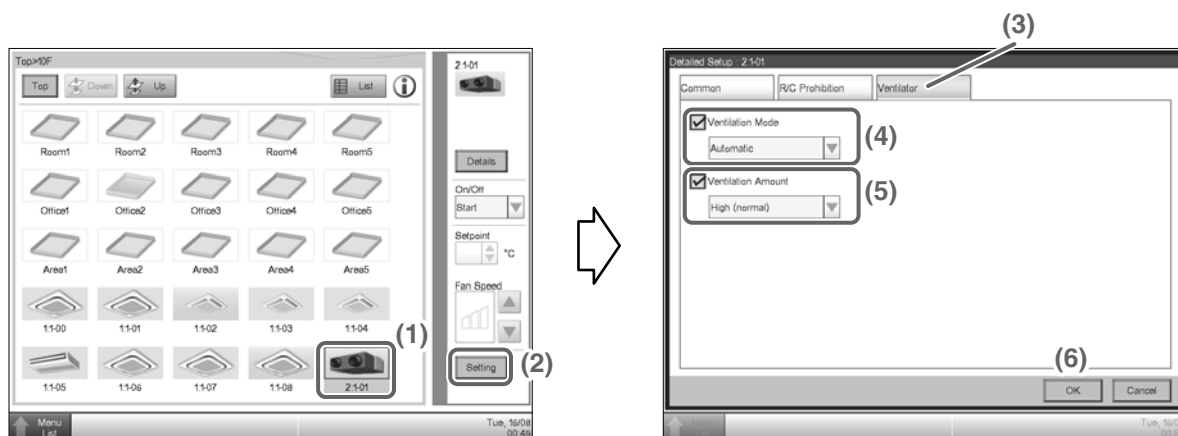 (3)
Top>10F
Top Down Up List
Room1 Room2 Room3 Room4 Room5
Office1 Office2 Office3 Office4 Office5
Area1 Area2 Area3 Area4 Area5
1:1-00 1:1-01 1:1-02 1:1-03 1:1-04
(1)
1:1-05 1:1-06 1:1-07 1:1-08 2:1-01
2:1-01
Details
On/Off
Start
Setpoint
°C
Fan Speed
Setting
(2)
Menu
List
Tue, 16/08
00:49
Detailed Setup : 2:1-01
Common R/C Prohibition Ventilator
Ventilation Mode
Automatic
(4)
Ventilation Amount
High (normal)
(5)
(6)
OK Cancel